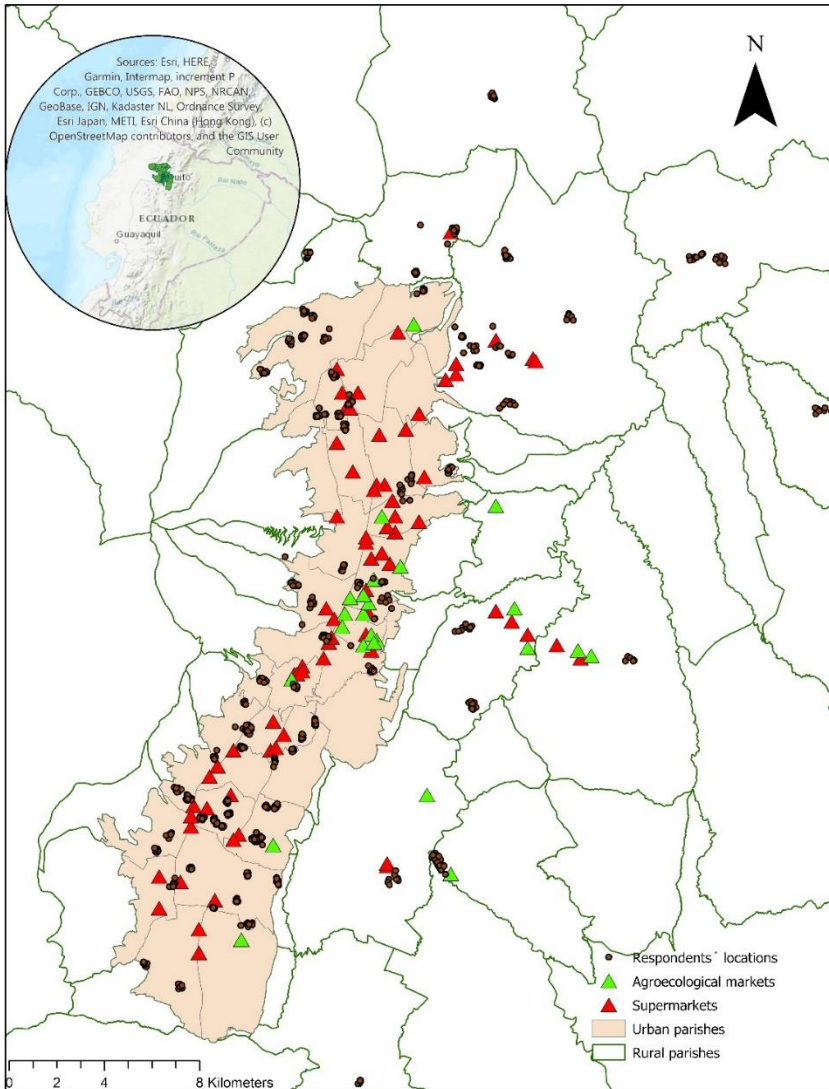 Sources: Esri, HERE,
Garmin, Intermap, increment P
Corp., GEBCO, USGS, FAO, NPS, NRCAN,
GeoBase, IGN, Kadaster NL, Ordnance Survey,
Esri Japan, METI, Esri China (Hong Kong), (c)
OpenStreetMap contributors, and the GIS User
Community
N
Quito
ECUADOR
Guayaquil
Respondents´ locations
Agroecological markets
Supermarkets
Urban parishes
Rural parishes
0 2 4 8 Kilometers